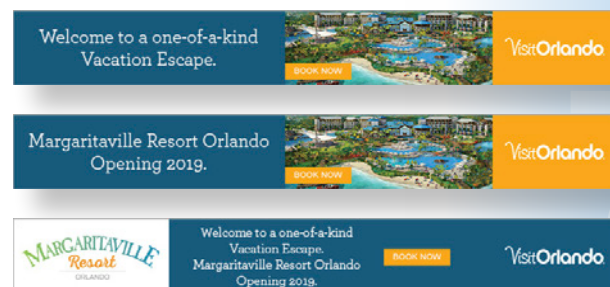 Welcome to a one-of-a-kind
Vacation Escape.
BOOK NOW
VisitOrlando
Margaritaville Resort Orlando
Opening 2019.
BOOK NOW
VisitOrlando
MARGARITAVILLE
Resort
ORLANDO
Welcome to a one-of-a-kind
Vacation Escape.
Margaritaville Resort Orlando
Opening 2019.
BOOK NOW
VisitOrlando